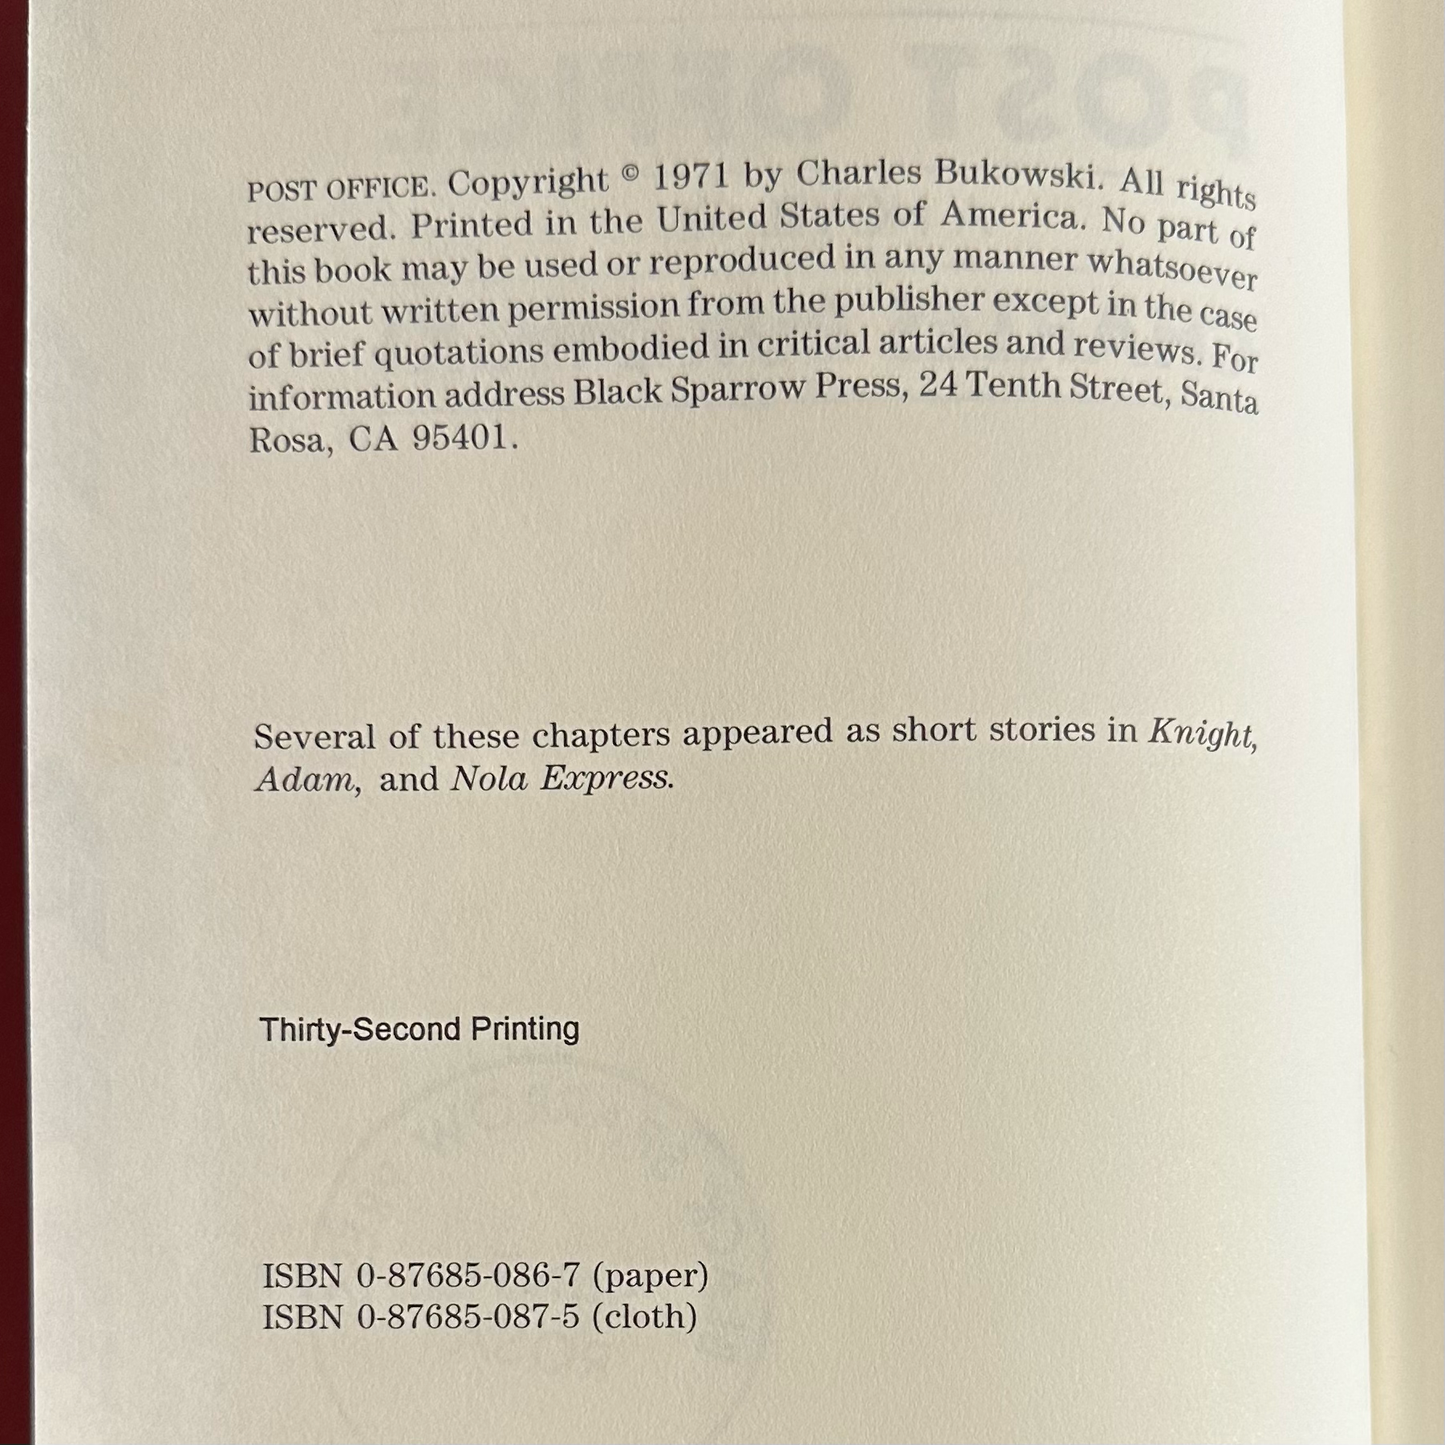 POST OFFICE. Copyright © 1971 by Charles Bukowski. All rights
reserved. Printed in the United States of America. No part of
this book may be used or reproduced in any manner whatsoever
without written permission from the publisher except in the case
of brief quotations embodied in critical articles and reviews. For
information address Black Sparrow Press, 24 Tenth Street, Santa
Rosa, CA 95401.
Several of these chapters appeared as short stories in Knight,
Adam, and Nola Express.
Thirty-Second Printing
ISBN 0-87685-086-7 (paper)
ISBN 0-87685-087-5 (cloth)